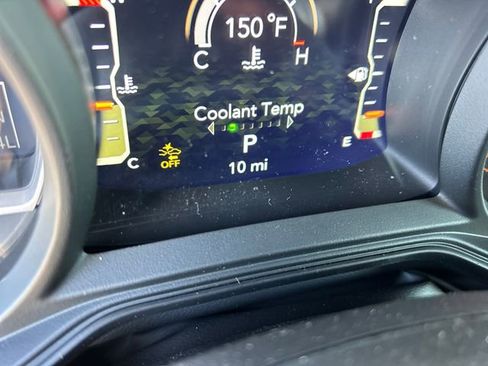 150 °F
C H
Coolant Temp
P
E
C OFF 10 mi